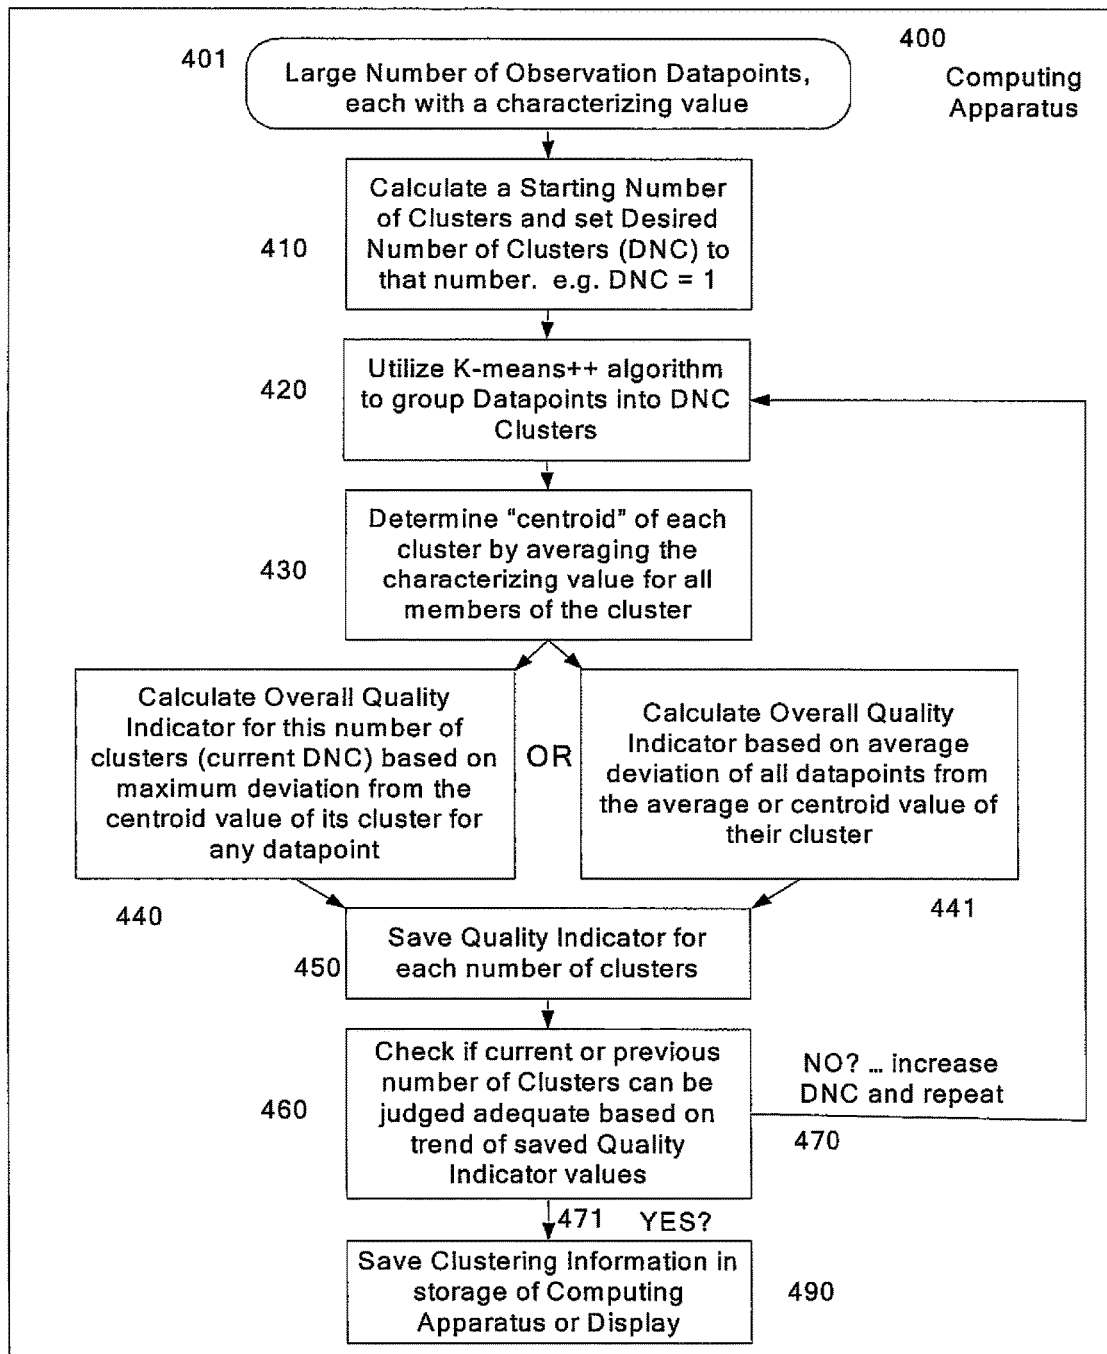 401
Large Number of Observation Datapoints,
each with a characterizing value
400
Computing
Apparatus
410
Calculate a Starting Number
of Clusters and set Desired
Number of Clusters (DNC) to
that number. e.g. DNC = 1
420
Utilize K-means++ algorithm
to group Datapoints into DNC
Clusters
430
Determine “centroid” of each
cluster by averaging the
characterizing value for all
members of the cluster
Calculate Overall Quality
Indicator for this number of
clusters (current DNC) based on
maximum deviation from the
centroid value of its cluster for
any datapoint
OR
Calculate Overall Quality
Indicator based on average
deviation of all datapoints from
the average or centroid value of
their cluster
440
441
450
Save Quality Indicator for
each number of clusters
460
Check if current or previous
number of Clusters can be
judged adequate based on
trend of saved Quality
Indicator values
NO? ... increase
DNC and repeat
470
471 YES?
Save Clustering Information in
storage of Computing
Apparatus or Display
490